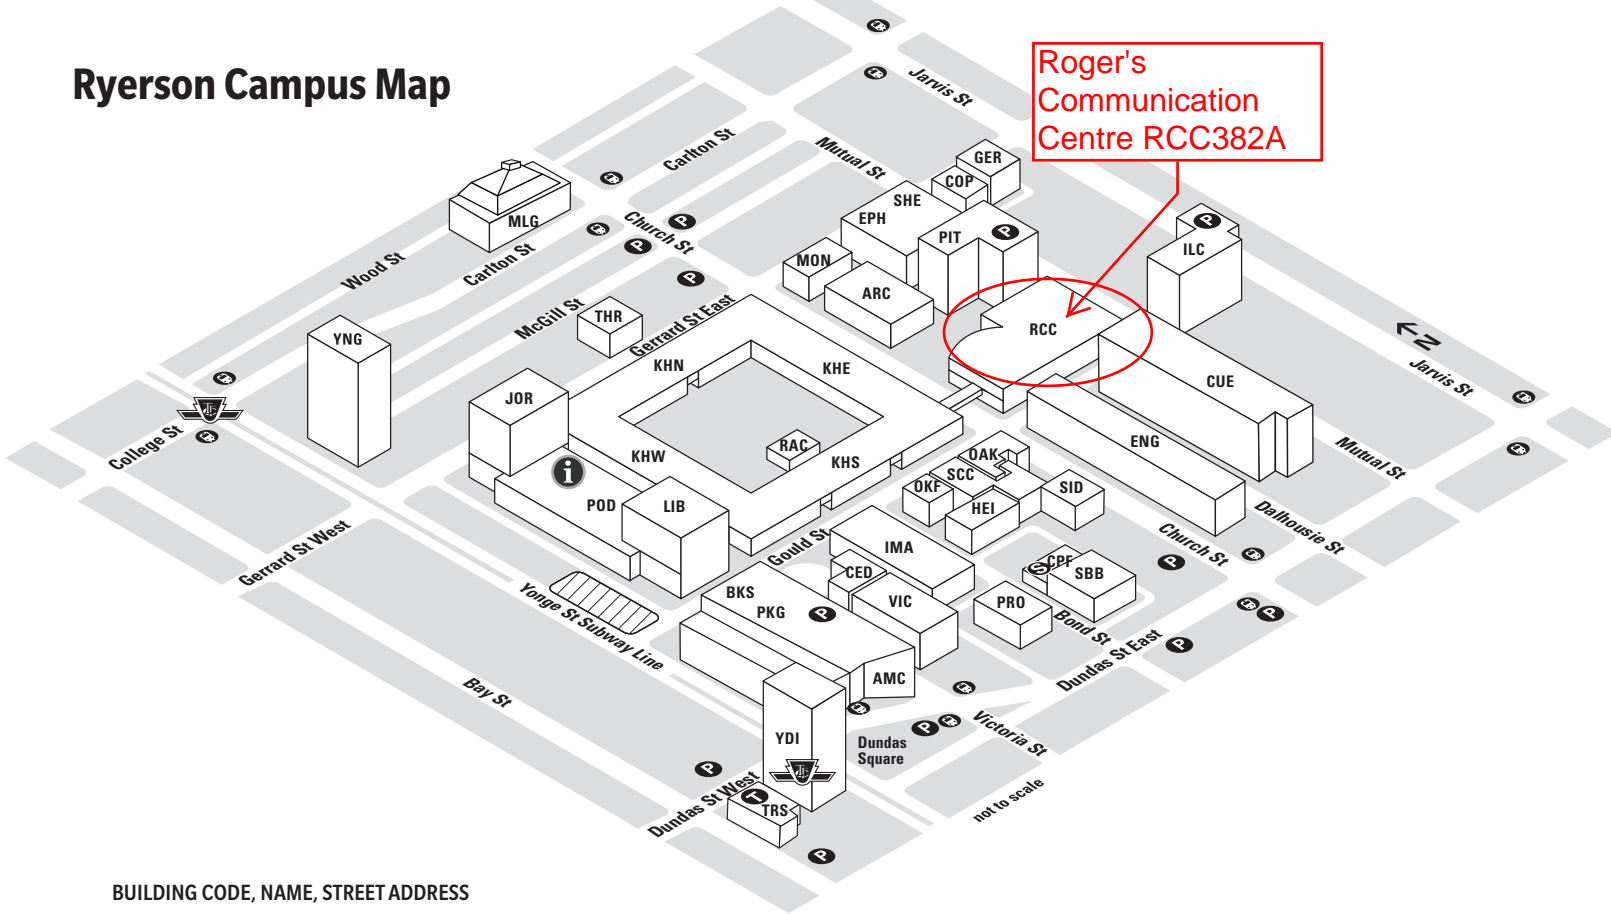 Ryerson Campus Map
Roger's
Communication
Centre RCC382A
Jarvis St
Carlton St
Mutual St
GER
COP
SHE
EPH
PIT
P
ILC
P
MLG
Church St
P
P
P
Wood St
Carlton St
MON
ARC
McGill St
THR
Gerrard St East
RCC
N
YNG
KHN
KHE
CUE
Jarvis St
JOR
College St
RAC
KHW
KHS
ENG
Mutual St
OAK
SCC
OKF
HEI
SID
i
POD
LIB
Gould St
IMA
Church St
Dalhousie St
Gerrard St West
CED
CPF
S
SBB
P
BKS
PKG
P
VIC
PRO
Bond St
P
Yonge St Subway Line
Dundas St East
P
AMC
Bay St
Victoria St
P
YDI
Dundas
Square
P
Dundas St West
T
TRS
not to scale
P
BUILDING CODE, NAME, STREET ADDRESS